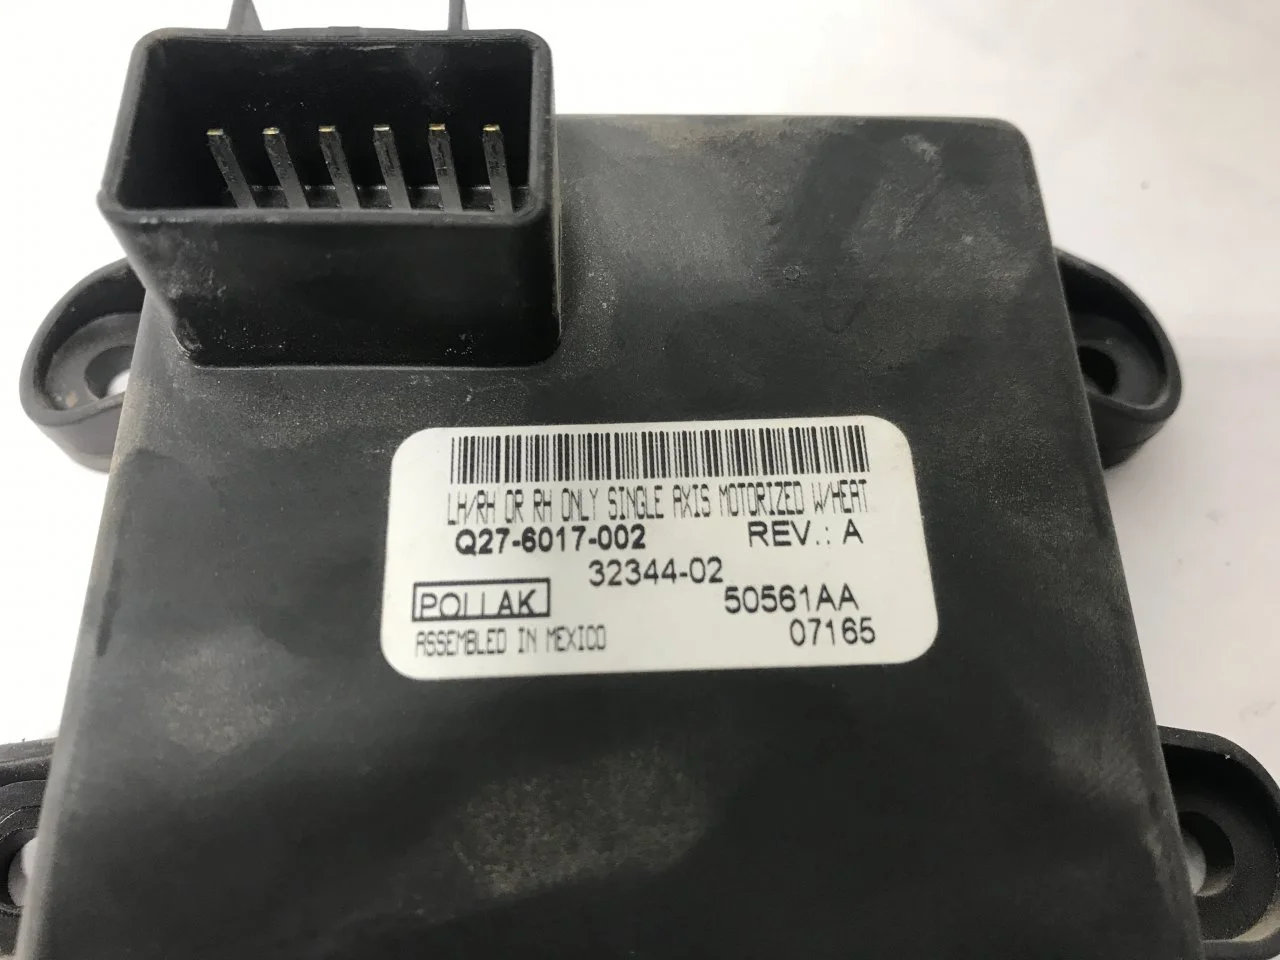 LH/RH OR RH ONLY SINGLE AXIS MOTORIZED W/HEAT
Q27-6017-002 REV.: A
32344-02
POLLAK 50561AA
ASSEMBLED IN MEXICO 07165